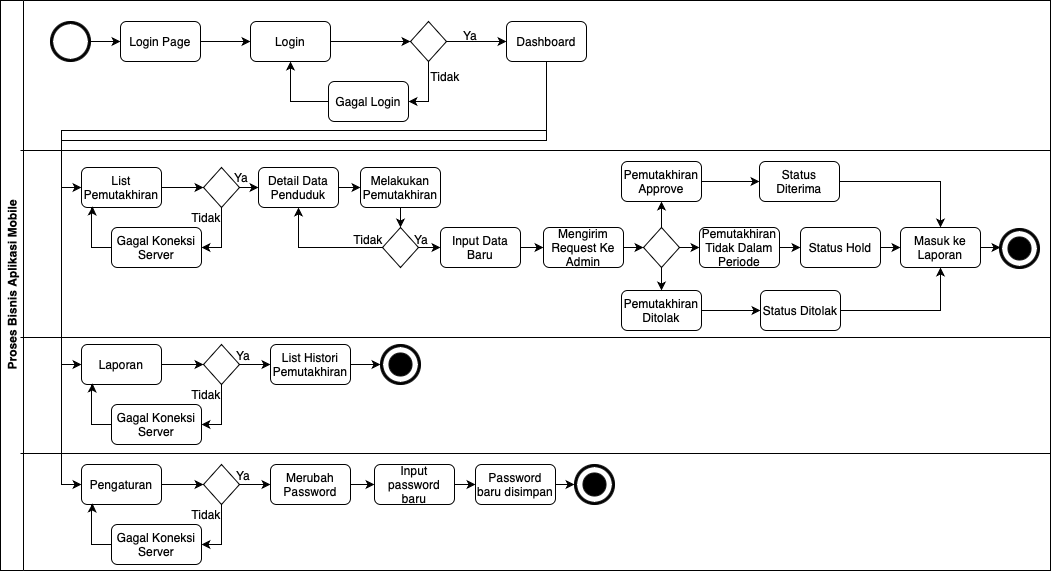 Proses Bisnis Aplikasi Mobile
Login Page
Login
Ya
Dashboard
Tidak
Gagal Login
List
Pemutakhiran
Ya
Detail Data
Penduduk
Melakukan
Pemutakhiran
Tidak
Gagal Koneksi
Server
Tidak
Ya
Input Data
Baru
Mengirim
Request Ke
Admin
Pemutakhiran
Approve
Status
Diterima
Pemutakhiran
Tidak Dalam
Periode
Status Hold
Masuk ke
Laporan
Pemutakhiran
Ditolak
Status Ditolak
Laporan
Ya
List Histori
Pemutakhiran
Tidak
Gagal Koneksi
Server
Pengaturan
Ya
Merubah
Password
Input
password
baru
Password
baru disimpan
Tidak
Gagal Koneksi
Server